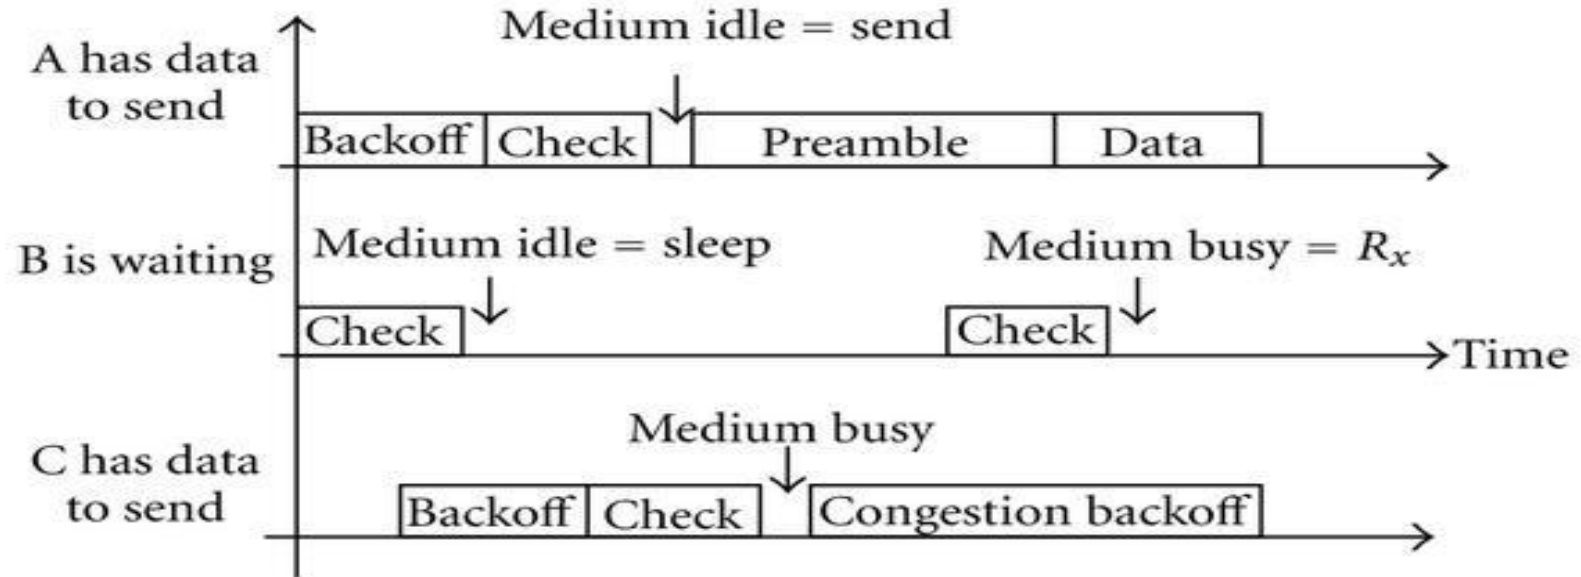 Medium idle = send
A has data
to send
Backoff Check Preamble Data
B is waiting
Medium idle = sleep
Medium busy = Rₓ
Check Check
Time
Medium busy
C has data
to send
Backoff Check Congestion backoff